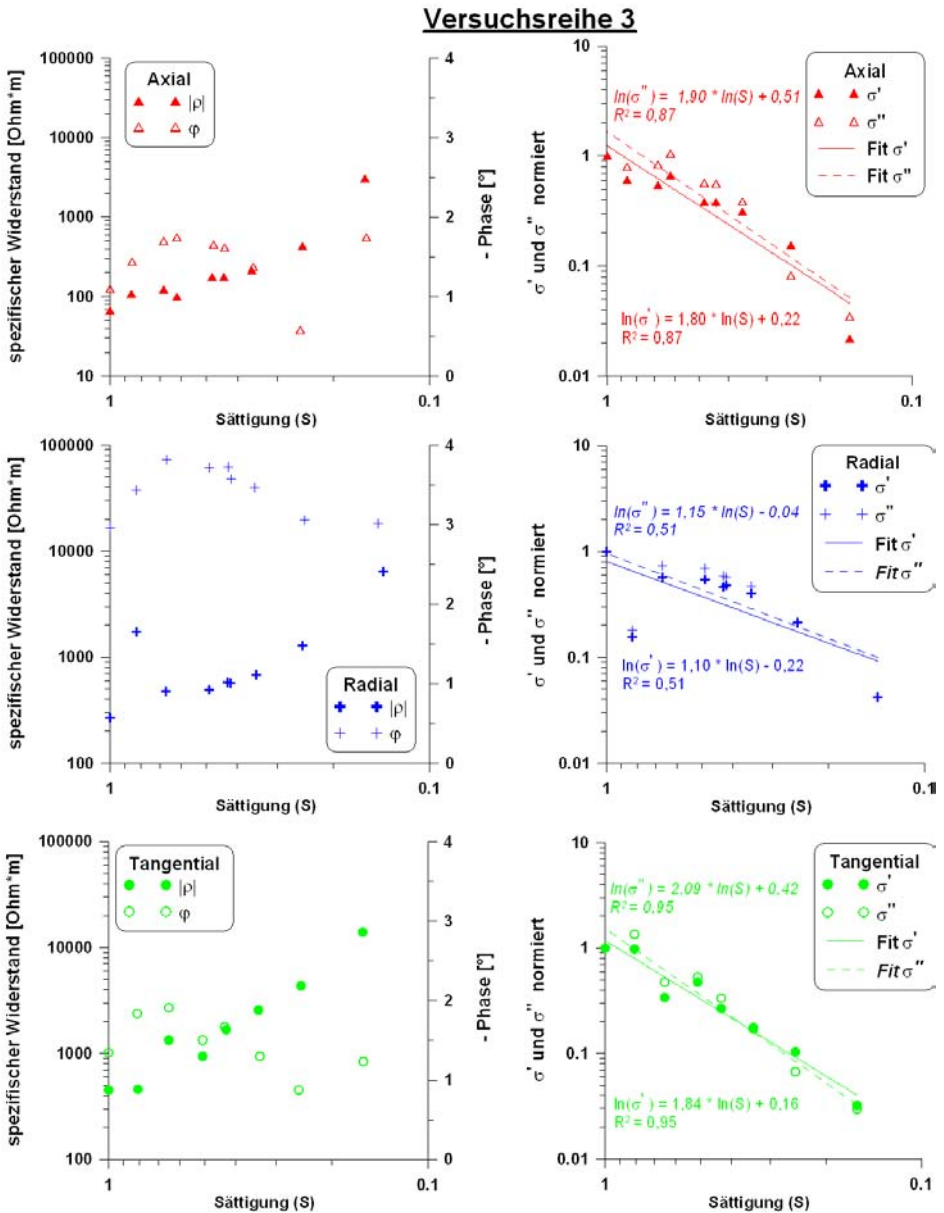 Versuchsreihe 3
spezifischer Widerstand [Ohm*m]
100000
10000
1000
100
10
Axial
|ρ|
φ
4
3
2
1
0
- Phase [°]
1
0.1
Sättigung (S)
σ' und σ" normiert
10
1
0.1
0.01
ln(σ") = 1,90 * ln(S) + 0,51
R² = 0,87
Axial
σ'
σ"
Fit σ'
Fit σ"
ln(σ') = 1,80 * ln(S) + 0,22
R² = 0,87
1
0.1
Sättigung (S)
spezifischer Widerstand [Ohm*m]
100000
10000
1000
100
Radial
|ρ|
φ
4
3
2
1
0
- Phase [°]
1
0.1
Sättigung (S)
σ' und σ" normiert
10
1
0.1
0.01
ln(σ") = 1,15 * ln(S) - 0,04
R² = 0,51
Radial
σ'
σ"
Fit σ'
Fit σ"
ln(σ') = 1,10 * ln(S) - 0,22
R² = 0,51
1
0.1
Sättigung (S)
spezifischer Widerstand [Ohm*m]
100000
10000
1000
100
Tangential
|ρ|
φ
4
3
2
1
0
- Phase [°]
1
0.1
Sättigung (S)
σ' und σ" normiert
10
1
0.1
0.01
ln(σ") = 2,09 * ln(S) + 0,42
R² = 0,95
Tangential
σ'
σ"
Fit σ'
Fit σ"
ln(σ') = 1,84 * ln(S) + 0,16
R² = 0,95
1
0.1
Sättigung (S)